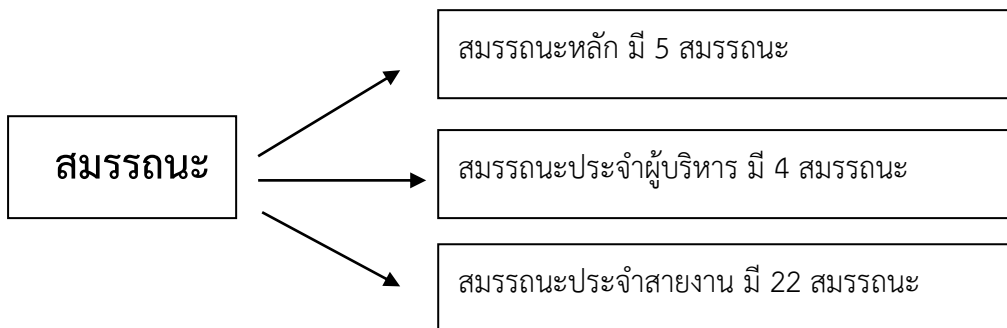 สมรรถนะหลัก มี 5 สมรรถนะ
สมรรถนะ
สมรรถนะประจำผู้บริหาร มี 4 สมรรถนะ
สมรรถนะประจำสายงาน มี 22 สมรรถนะ